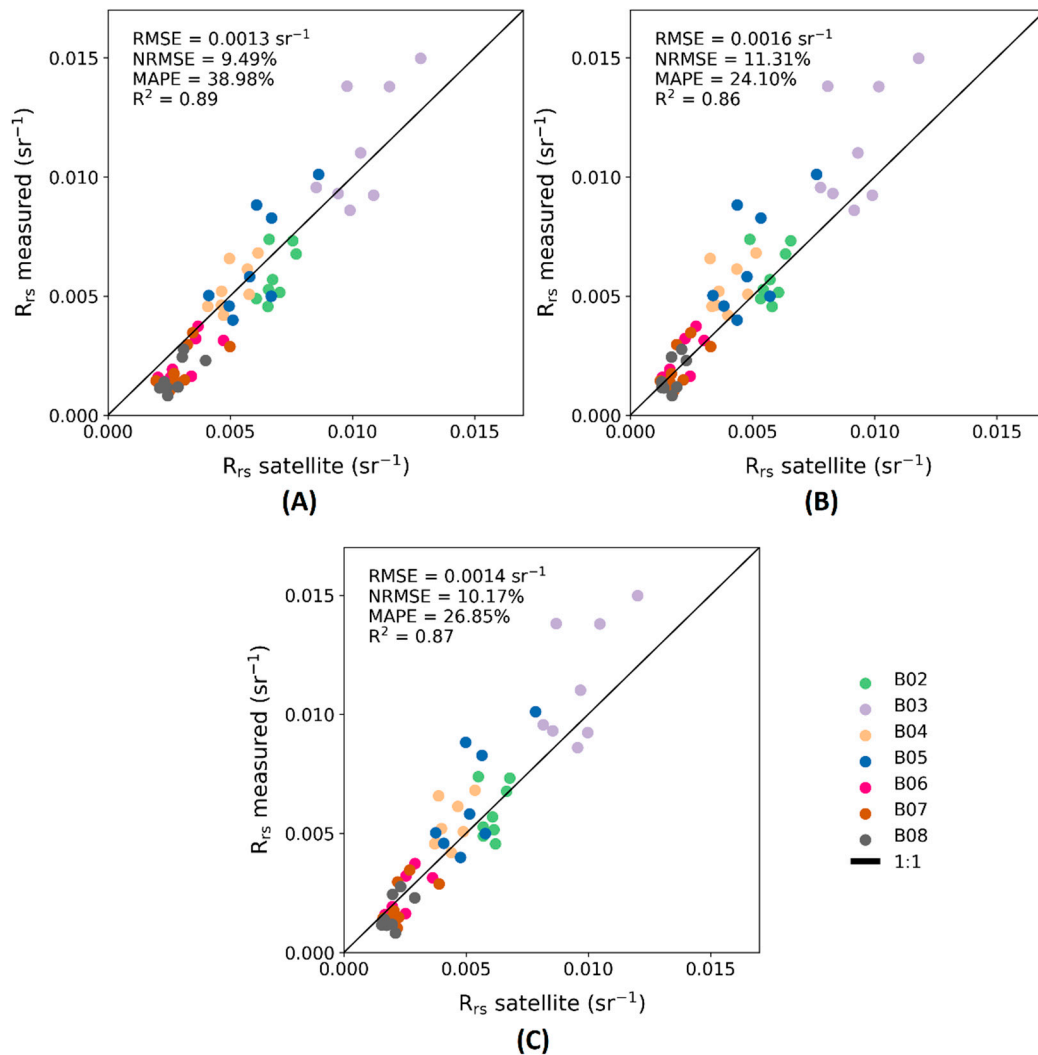 RMSE = 0.0013 sr⁻¹
NRMSE = 9.49%
MAPE = 38.98%
R² = 0.89
0.015
0.010
0.005
0.000
Rrs measured (sr⁻¹)
0.000 0.005 0.010 0.015
Rrs satellite (sr⁻¹)
(A)
RMSE = 0.0016 sr⁻¹
NRMSE = 11.31%
MAPE = 24.10%
R² = 0.86
0.015
0.010
0.005
0.000
Rrs measured (sr⁻¹)
0.000 0.005 0.010 0.015
Rrs satellite (sr⁻¹)
(B)
RMSE = 0.0014 sr⁻¹
NRMSE = 10.17%
MAPE = 26.85%
R² = 0.87
0.015
0.010
0.005
0.000
Rrs measured (sr⁻¹)
0.000 0.005 0.010 0.015
Rrs satellite (sr⁻¹)
(C)
B02
B03
B04
B05
B06
B07
B08
1:1